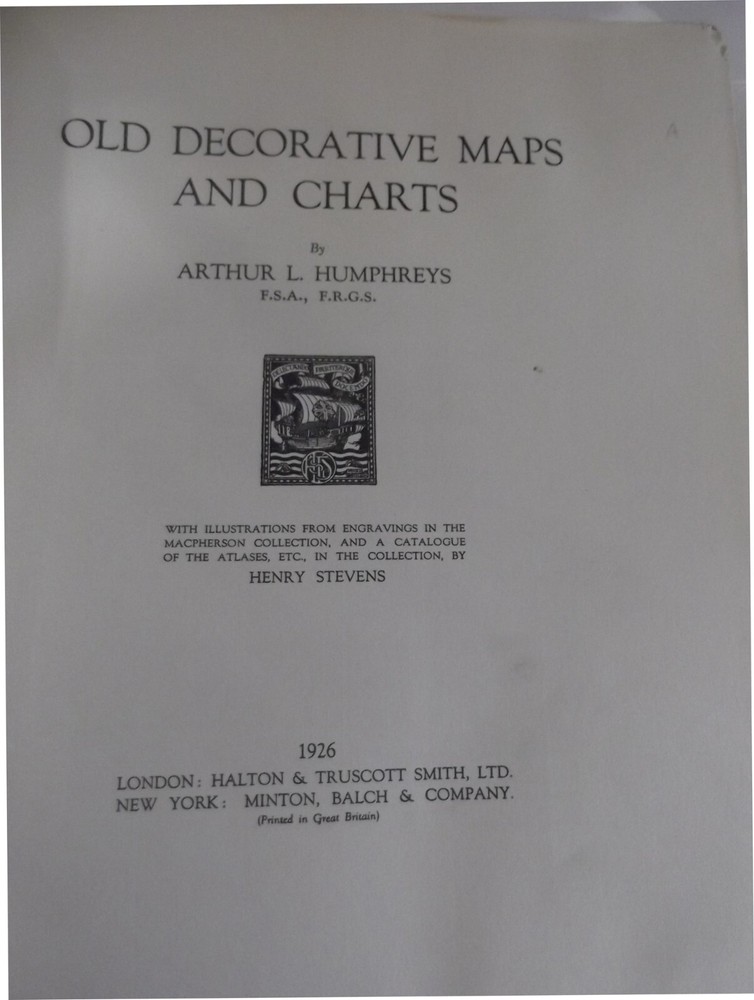 OLD DECORATIVE MAPS
AND CHARTS
By
ARTHUR L. HUMPHREYS
F.S.A., F.R.G.S.
WITH ILLUSTRATIONS FROM ENGRAVINGS IN THE
MACPHERSON COLLECTION, AND A CATALOGUE
OF THE ATLASES, ETC., IN THE COLLECTION, BY
HENRY STEVENS
1926
LONDON: HALTON & TRUSCOTT SMITH, LTD.
NEW YORK: MINTON, BALCH & COMPANY.
(Printed in Great Britain)